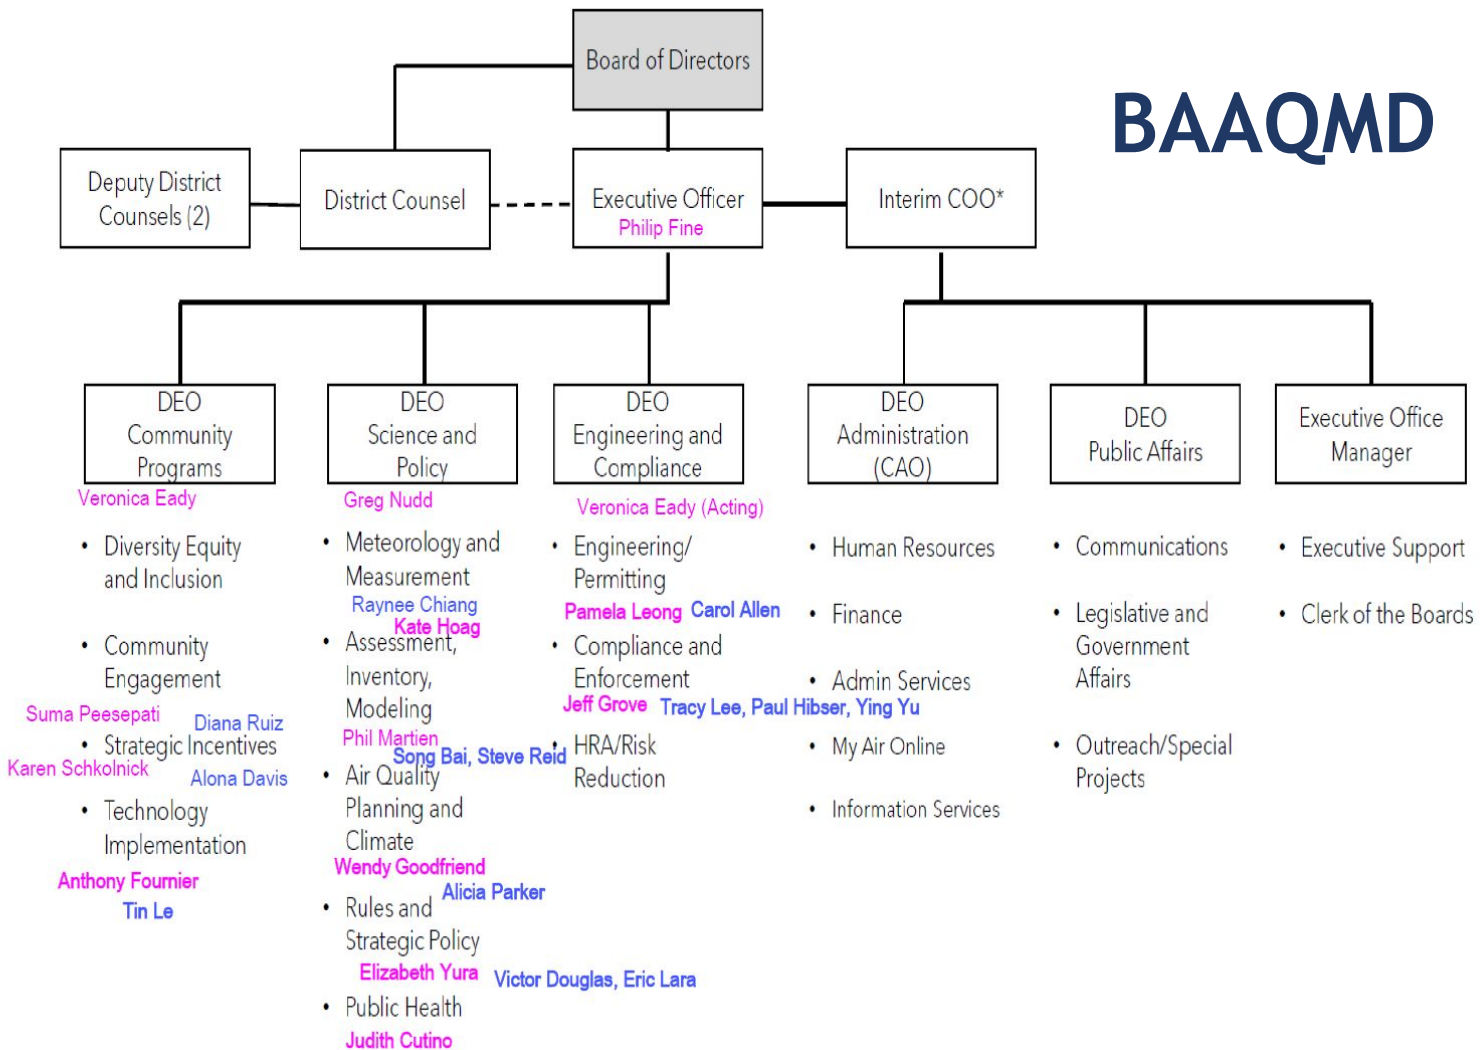 Board of Directors
BAAQMD
Deputy District
Counsels (2)
District Counsel
Executive Officer
Philip Fine
Interim COO*
DEO
Community
Programs
Veronica Eady
• Diversity Equity
and Inclusion
• Community
Engagement
Suma Peesepati
Diana Ruiz
• Strategic Incentives
Karen Schkolnick
Alona Davis
• Technology
Implementation
Anthony Fournier
Tin Le
DEO
Science and
Policy
Greg Nudd
• Meteorology and
Measurement
Raynee Chiang
Kate Hoag
• Assessment,
Inventory,
Modeling
Phil Martien
Song Bai, Steve Reid
• Air Quality
Planning and
Climate
Wendy Goodfriend
Alicia Parker
• Rules and
Strategic Policy
Elizabeth Yura
Victor Douglas, Eric Lara
• Public Health
Judith Cutino
DEO
Engineering and
Compliance
Veronica Eady (Acting)
• Engineering/
Permitting
Pamela Leong
Carol Allen
• Compliance and
Enforcement
Jeff Grove
Tracy Lee, Paul Hibser, Ying Yu
• HRA/Risk
Reduction
DEO
Administration
(CAO)
• Human Resources
• Finance
• Admin Services
• My Air Online
• Information Services
DEO
Public Affairs
• Communications
• Legislative and
Government
Affairs
• Outreach/Special
Projects
Executive Office
Manager
• Executive Support
• Clerk of the Boards